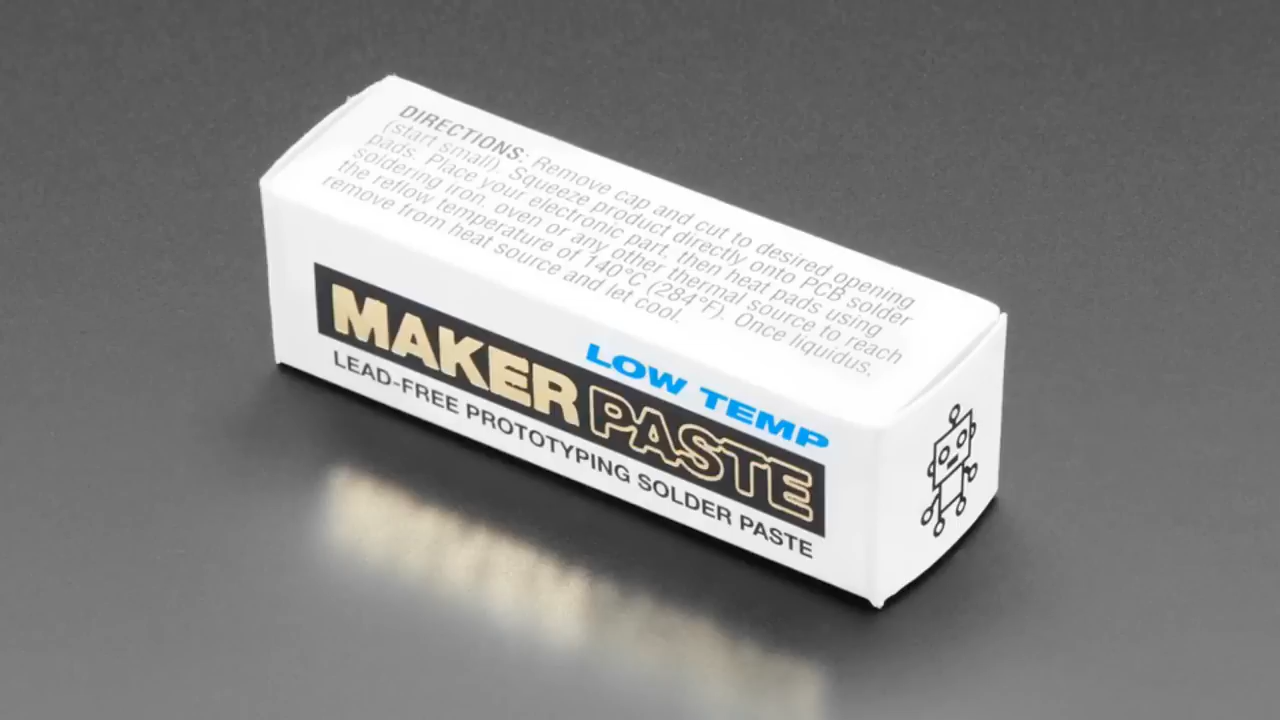 DIRECTIONS: Remove cap and cut to desired opening
(start small). Squeeze product directly onto PCB solder
pads. Place your electronic part, then heat pads using
soldering iron, oven or any other thermal source to reach
the reflow temperature of 140°C (284°F). Once liquidus,
remove from heat source and let cool.
LOW TEMP
MAKER PASTE
LEAD-FREE PROTOTYPING SOLDER PASTE